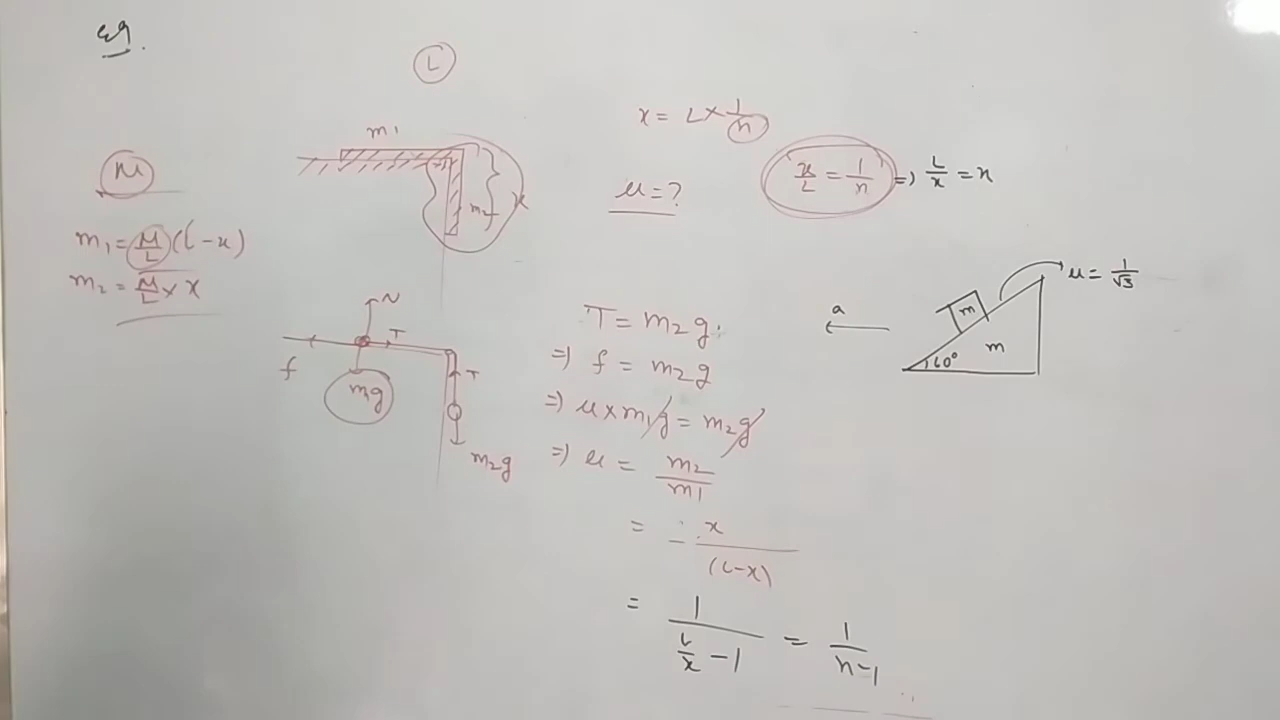 eg.
L
x = L × 1/n
m1
M
x/L = 1/n => L/x = n
μ = ?
m2
x
m1 = M/L (L-x)
m2 = M/L × x
μ = 1/√3
a
m
m
60°
N
T
f
m1g
T
m2g
T = m2g
=> f = m2g
=> μ × m1g = m2g
=> μ = m2/m1
= x/(L-x)
= 1/(L/x - 1) = 1/(n-1)